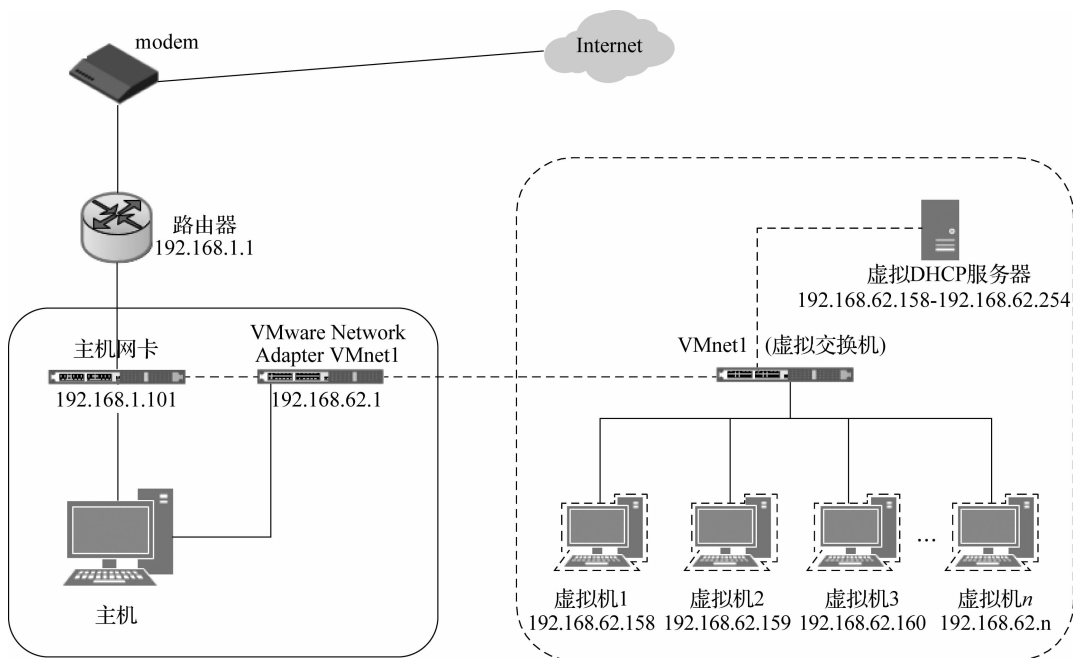 modem
Internet
路由器
192.168.1.1
虚拟DHCP服务器
192.168.62.158-192.168.62.254
主机网卡
192.168.1.101
VMware Network
Adapter VMnet1
192.168.62.1
VMnet1 (虚拟交换机)
主机
虚拟机1
192.168.62.158
虚拟机2
192.168.62.159
虚拟机3
192.168.62.160
...
虚拟机n
192.168.62.n